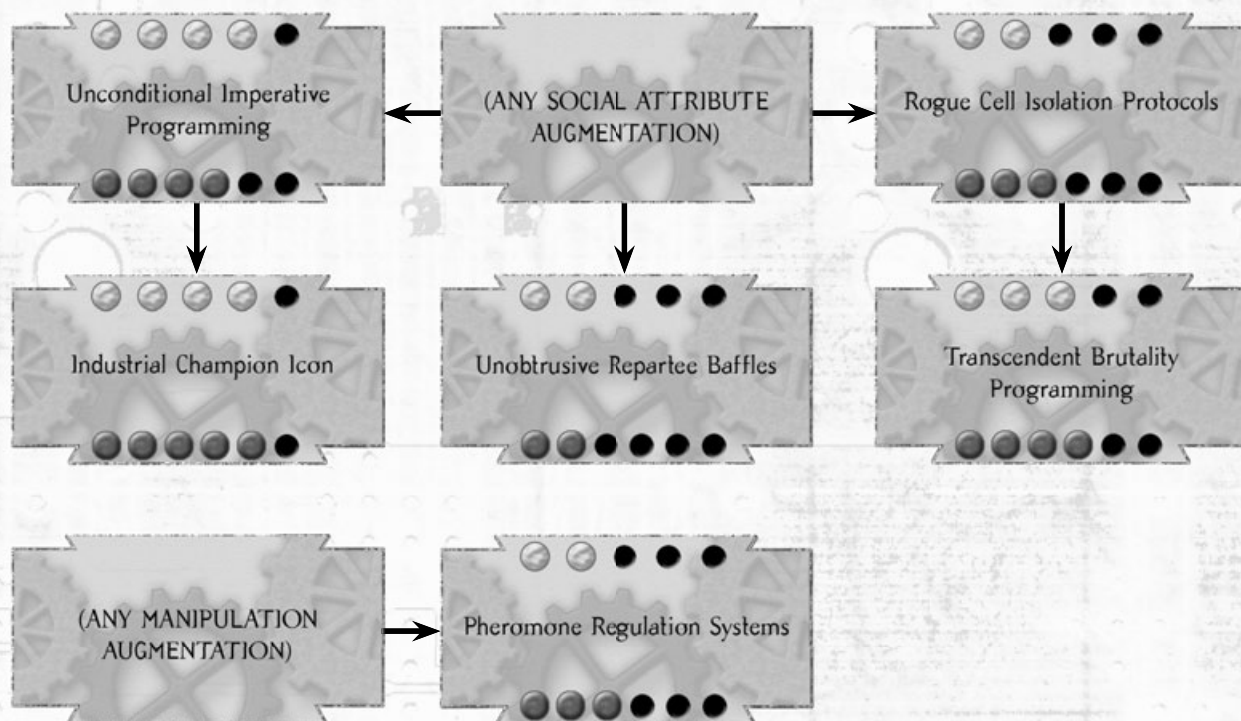 Unconditional Imperative
Programming
(ANY SOCIAL ATTRIBUTE
AUGMENTATION)
Rogue Cell Isolation Protocols
Industrial Champion Icon
Unobtrusive Repartee Baffles
Transcendent Brutality
Programming
(ANY MANIPULATION
AUGMENTATION)
Pheromone Regulation Systems